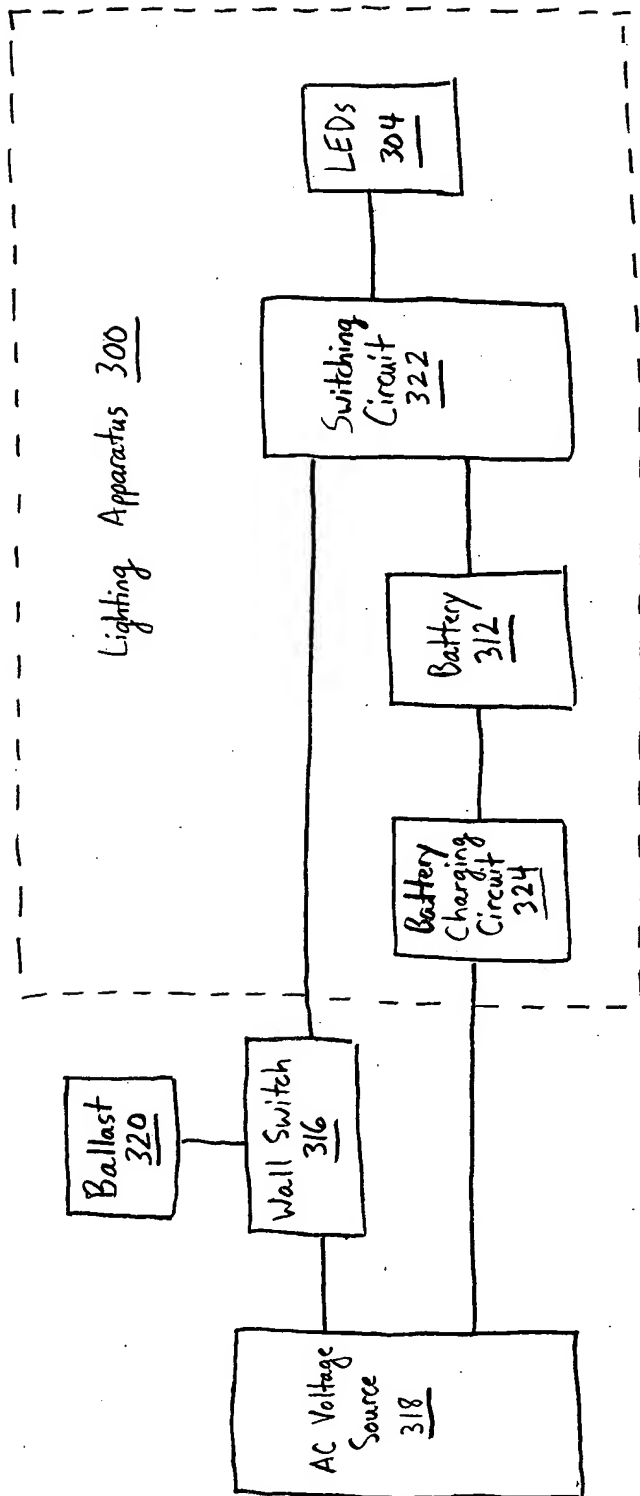 Lighting Apparatus 300
Ballast
320
Wall Switch
316
AC Voltage
Source
318
Battery
Charging
Circuit
324
Battery
312
Switching
Circuit
322
LEDs
304